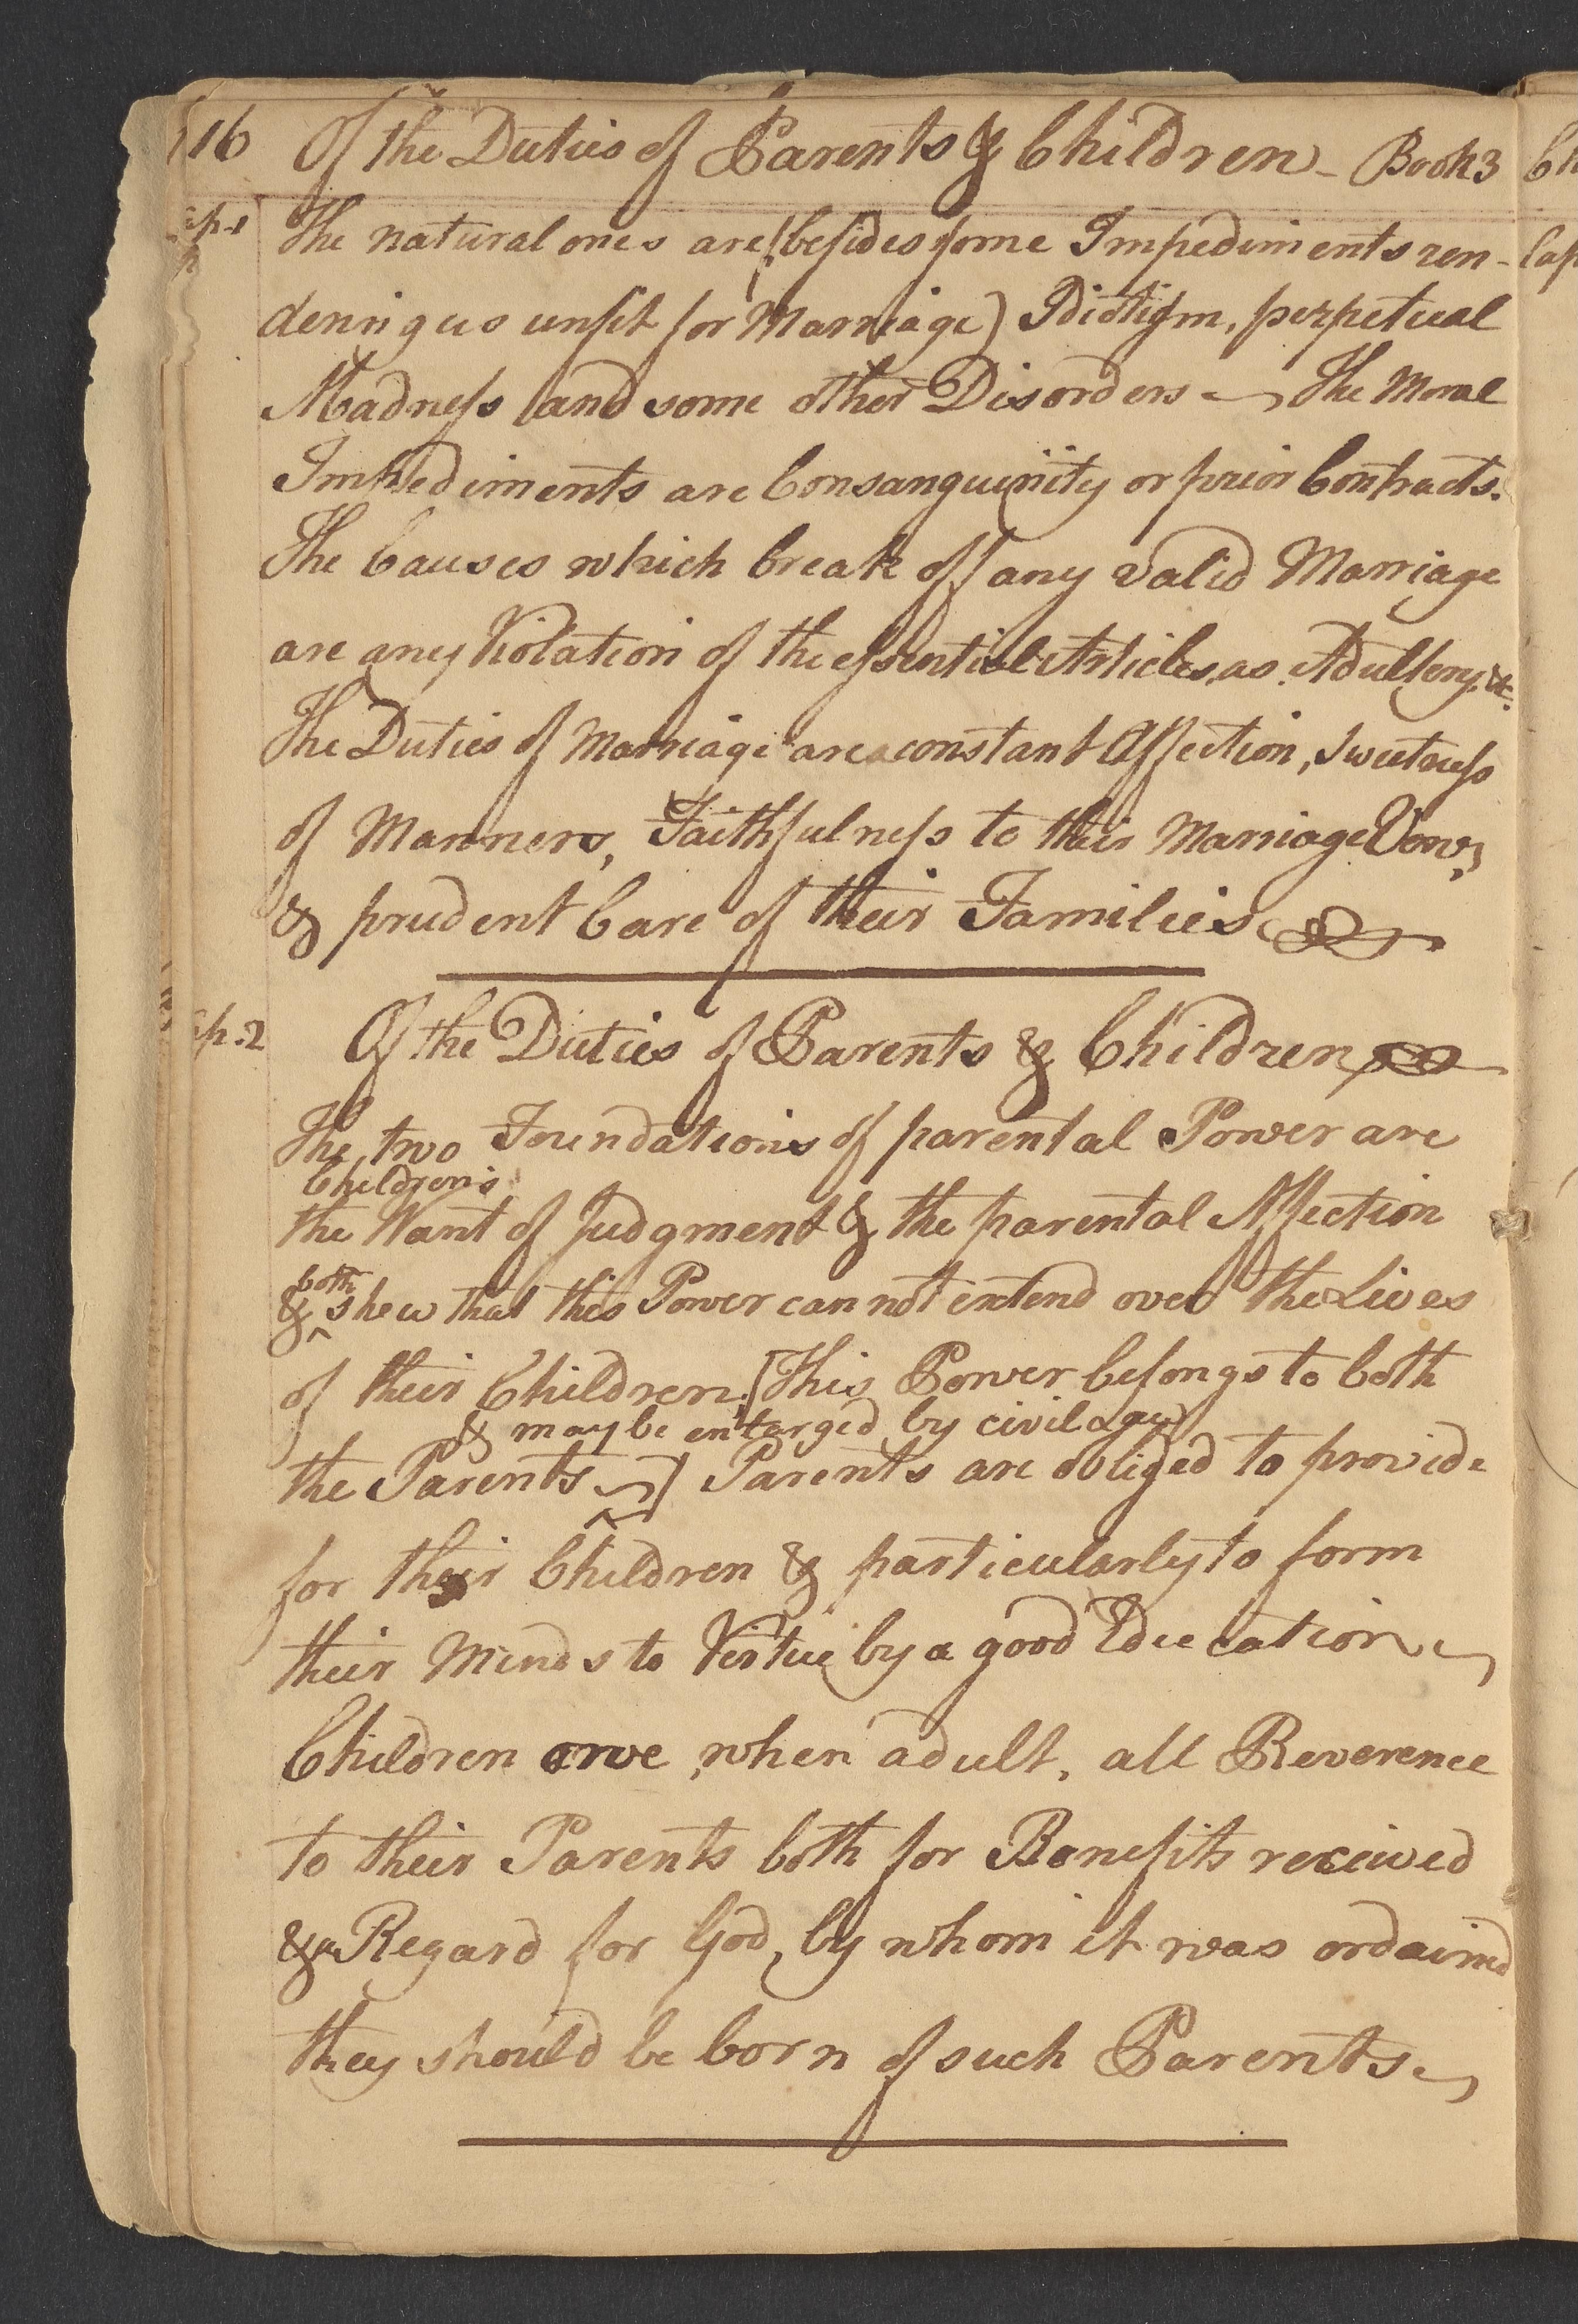 116 Of the Duties of Parents & Children - Book 3
Cap. 1 The natural ones are (besides some Impediments ren-
dering us unfit for Marriage) Idiotism, perpetual
Madness and some other Disorders - The Moral
Impediments are Consanguinity or prior Contracts.
The Causes which break off any valid Marriage
are any Violation of the essential Articles, as Adultery &c.
The Duties of Marriage are a constant Affection, Sweetness
of Manners, Faithfulness to their Marriage Vows,
& prudent Care of their Families
Cap. 2 Of the Duties of Parents & Children
The two Foundations of parental Power are
Children's
the Want of Judgment & the parental Affection
both
& ^ shew that this Power cannot extend over the Lives
of their Children; [This Power belongs to both
& may be enlarged by civil Law
the Parents ^] Parents are obliged to provide
for their Children & particularly to form
their Minds to Virtue by a good Education
Children owe, when adult, all Reverence
to their Parents both for Benefits received
& a Regard for God, by whom it was ordained
they should be born of such Parents